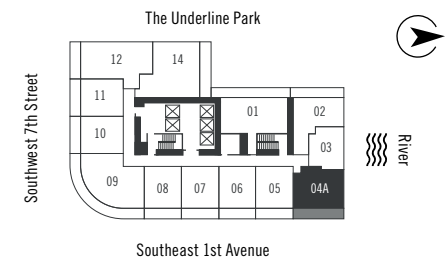 The Underline Park
12
14
11
01
02
Southwest 7th Street
10
03
River
09
08
07
06
05
04A
Southeast 1st Avenue